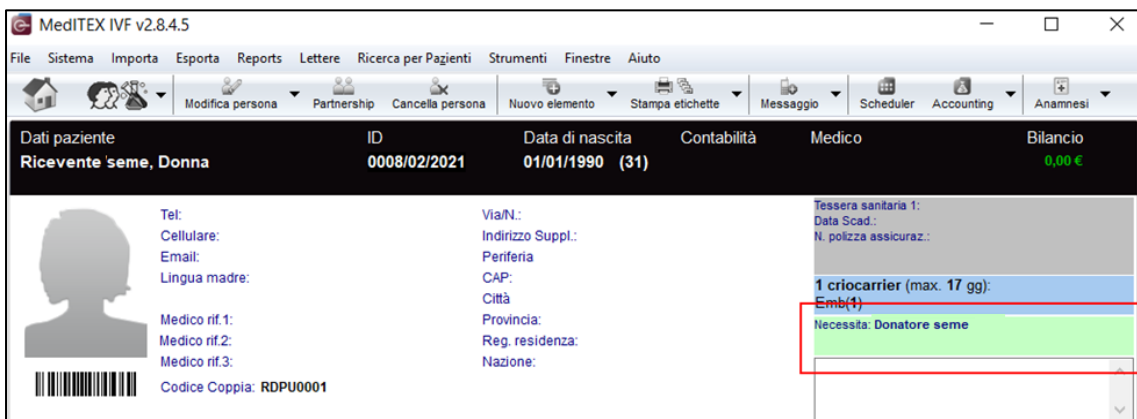 MedITEX IVF v2.8.4.5
File Sistema Importa Esporta Reports Lettere Ricerca per Pazienti Strumenti Finestre Aiuto
Modifica persona Partnership Cancella persona Nuovo elemento Stampa etichette Messaggio Scheduler Accounting Anamnesi
Dati paziente ID Data di nascita Contabilità Medico Bilancio
Ricevente seme, Donna 0008/02/2021 01/01/1990 (31) 0,00 €
Tel: Via/N.: Tessera sanitaria 1:
Data Scad.:
Cellulare: Indirizzo Suppl.: N. polizza assicuraz.:
Email: Periferia
Lingua madre: CAP: 1 criocarrier (max. 17 gg):
Città Emb(1)
Medico rif.1: Provincia: Necessita: Donatore seme
Medico rif.2: Reg. residenza:
Medico rif.3: Nazione:
Codice Coppia: RDPU0001